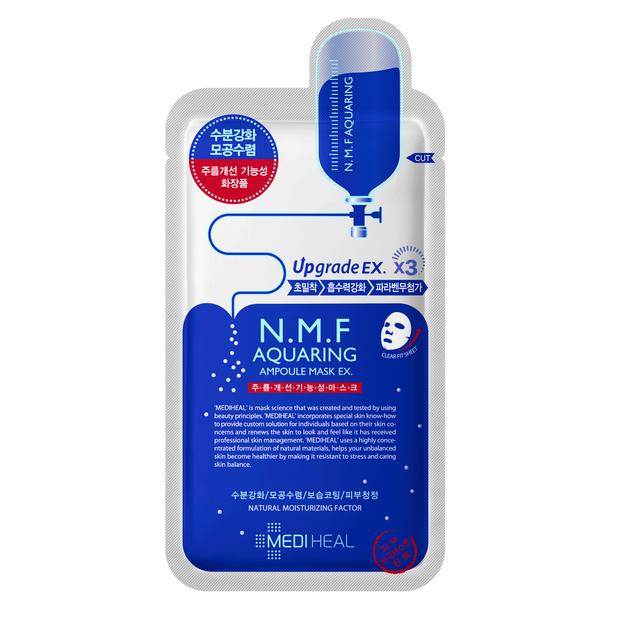 N.M.F AQUARING
수분강화
모공수렴
주름개선 기능성
화장품
CUT
Upgrade EX. X3
초밀착 흡수력강화 파라벤무첨가
N.M.F
AQUARING
AMPOULE MASK EX.
CLEAR FIT SHEET
주·름·개·선·기·능·성·마·스·크
'MEDIHEAL' is mask science that was created and tested by using
beauty principles. 'MEDIHEAL' incorporates special skin know-how
to provide custom solution for individuals based on their skin co-
ncerns and renews the skin to look and feel like it has received
professional skin management. 'MEDIHEAL' uses a highly conce-
ntrated formulation of natural materials, helps your unbalanced
skin become healthier by making it resistant to stress and caring
skin balance.
수분강화/모공수렴/보습코팅/피부청정
NATURAL MOISTURIZING FACTOR
MEDIHEAL